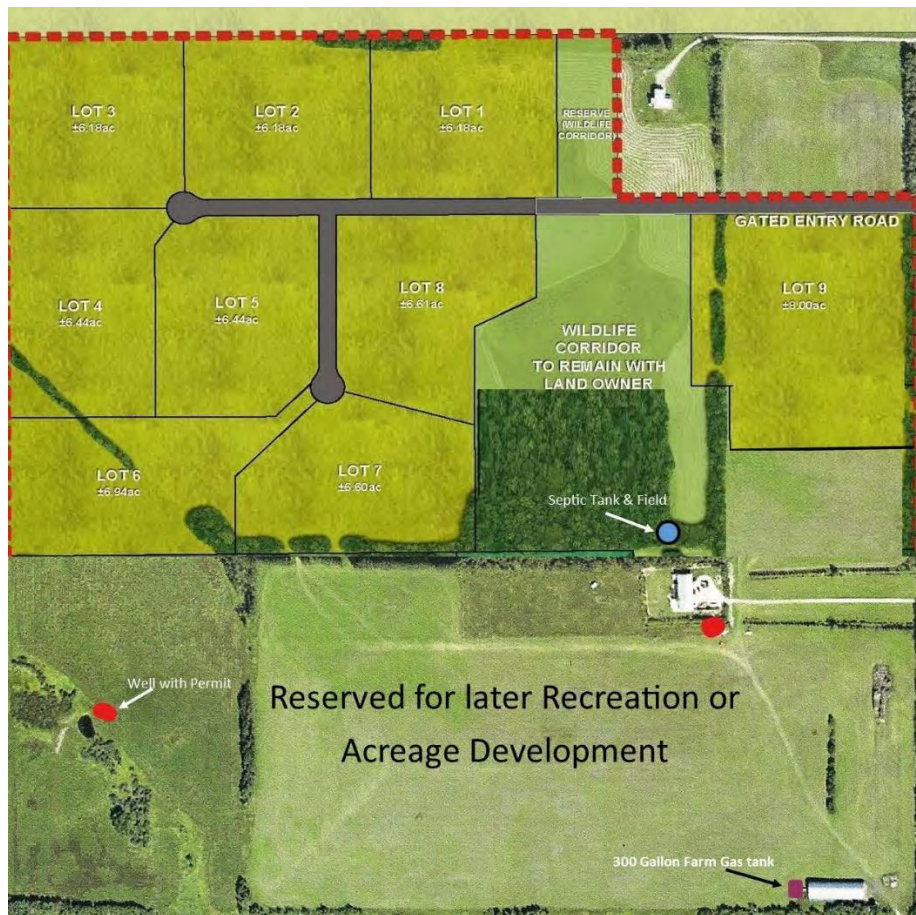 LOT 3
±6.18ac
LOT 2
±6.18ac
LOT 1
±6.18ac
RESERVE
(WILDLIFE
CORRIDOR)
GATED ENTRY ROAD
LOT 4
±6.44ac
LOT 5
±6.44ac
LOT 8
±6.61ac
LOT 9
±8.00ac
WILDLIFE
CORRIDOR
TO REMAIN WITH
LAND OWNER
LOT 6
±6.94ac
LOT 7
±6.60ac
Septic Tank & Field
Well with Permit
Reserved for later Recreation or
Acreage Development
300 Gallon Farm Gas tank